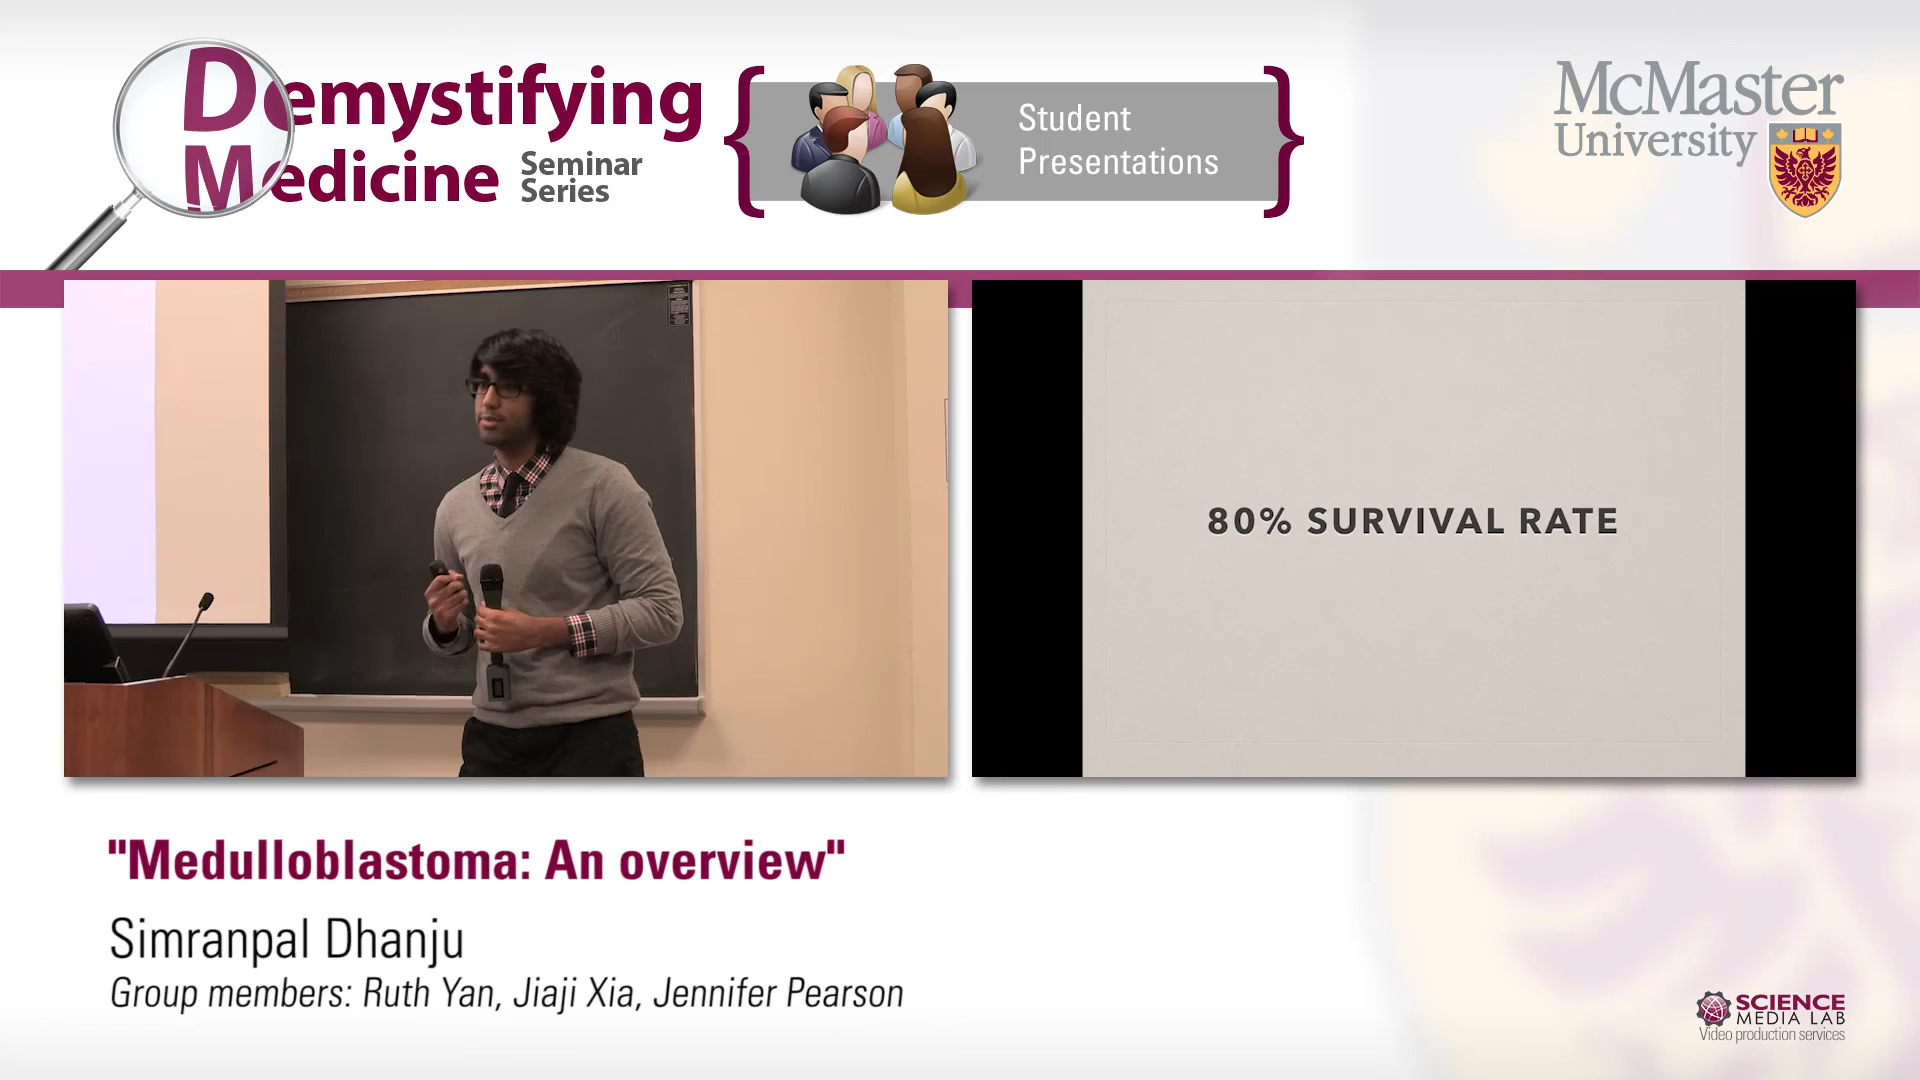 Demystifying
Medicine Seminar Series
Student
Presentations
McMaster
University
80% SURVIVAL RATE
"Medulloblastoma: An overview"
Simranpal Dhanju
Group members: Ruth Yan, Jiaji Xia, Jennifer Pearson
SCIENCE
MEDIA LAB
Video production services